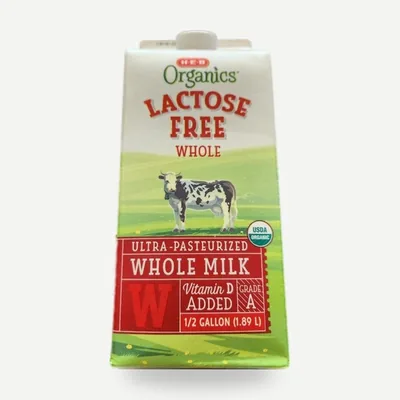 H-E-B
Organics
LACTOSE
FREE
WHOLE
USDA
ORGANIC
ULTRA-PASTEURIZED
WHOLE MILK
W
Vitamin D
ADDED
GRADE
A
1/2 GALLON (1.89 L)